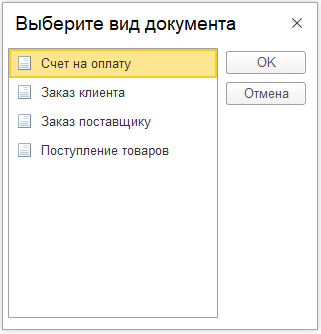 Выберите вид документа
Счет на оплату
OK
Заказ клиента
Отмена
Заказ поставщику
Поступление товаров